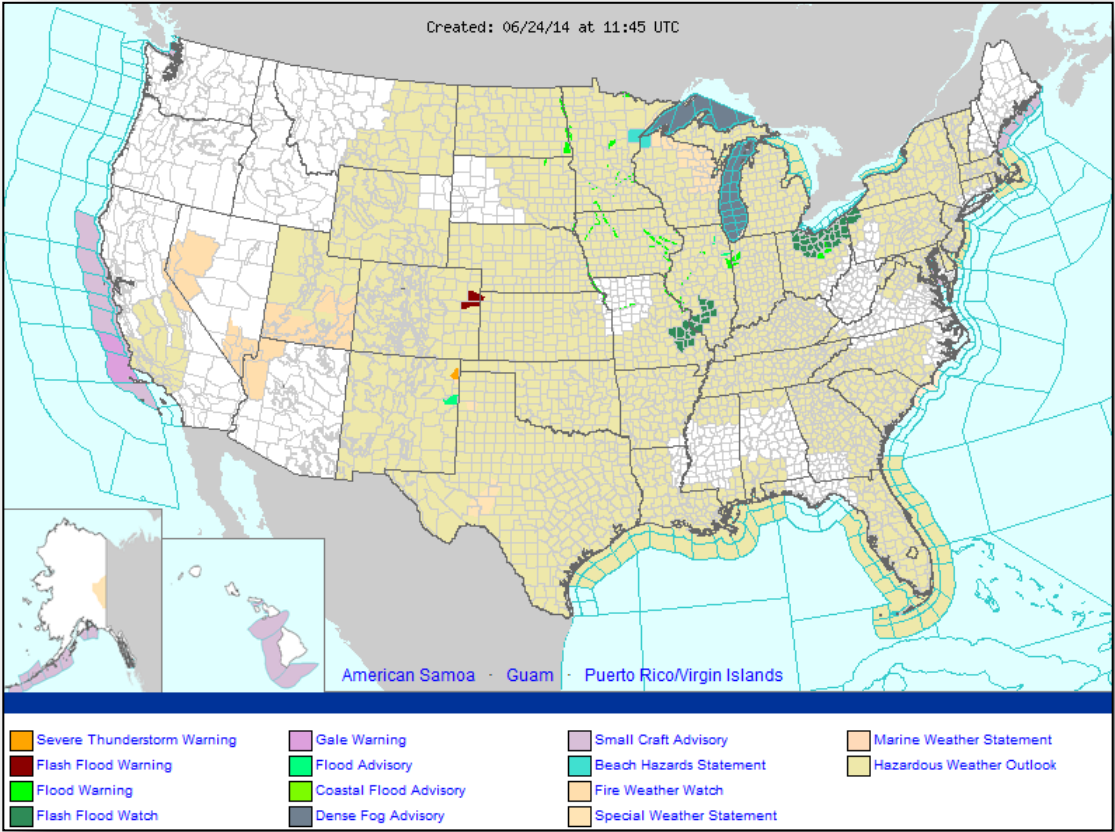 Created: 06/24/14 at 11:45 UTC
American Samoa · Guam · Puerto Rico/Virgin Islands
Severe Thunderstorm Warning
Flash Flood Warning
Flood Warning
Flash Flood Watch
Gale Warning
Flood Advisory
Coastal Flood Advisory
Dense Fog Advisory
Small Craft Advisory
Beach Hazards Statement
Fire Weather Watch
Special Weather Statement
Marine Weather Statement
Hazardous Weather Outlook